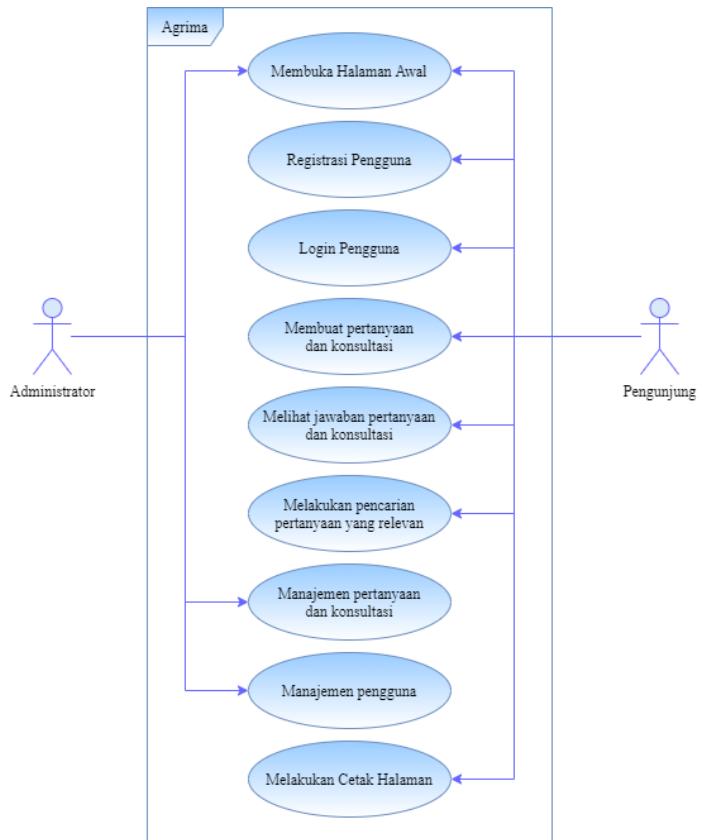 Agrima
Membuka Halaman Awal
Registrasi Pengguna
Login Pengguna
Membuat pertanyaan
dan konsultasi
Administrator
Pengunjung
Melihat jawaban pertanyaan
dan konsultasi
Melakukan pencarian
pertanyaan yang relevan
Manajemen pertanyaan
dan konsultasi
Manajemen pengguna
Melakukan Cetak Halaman